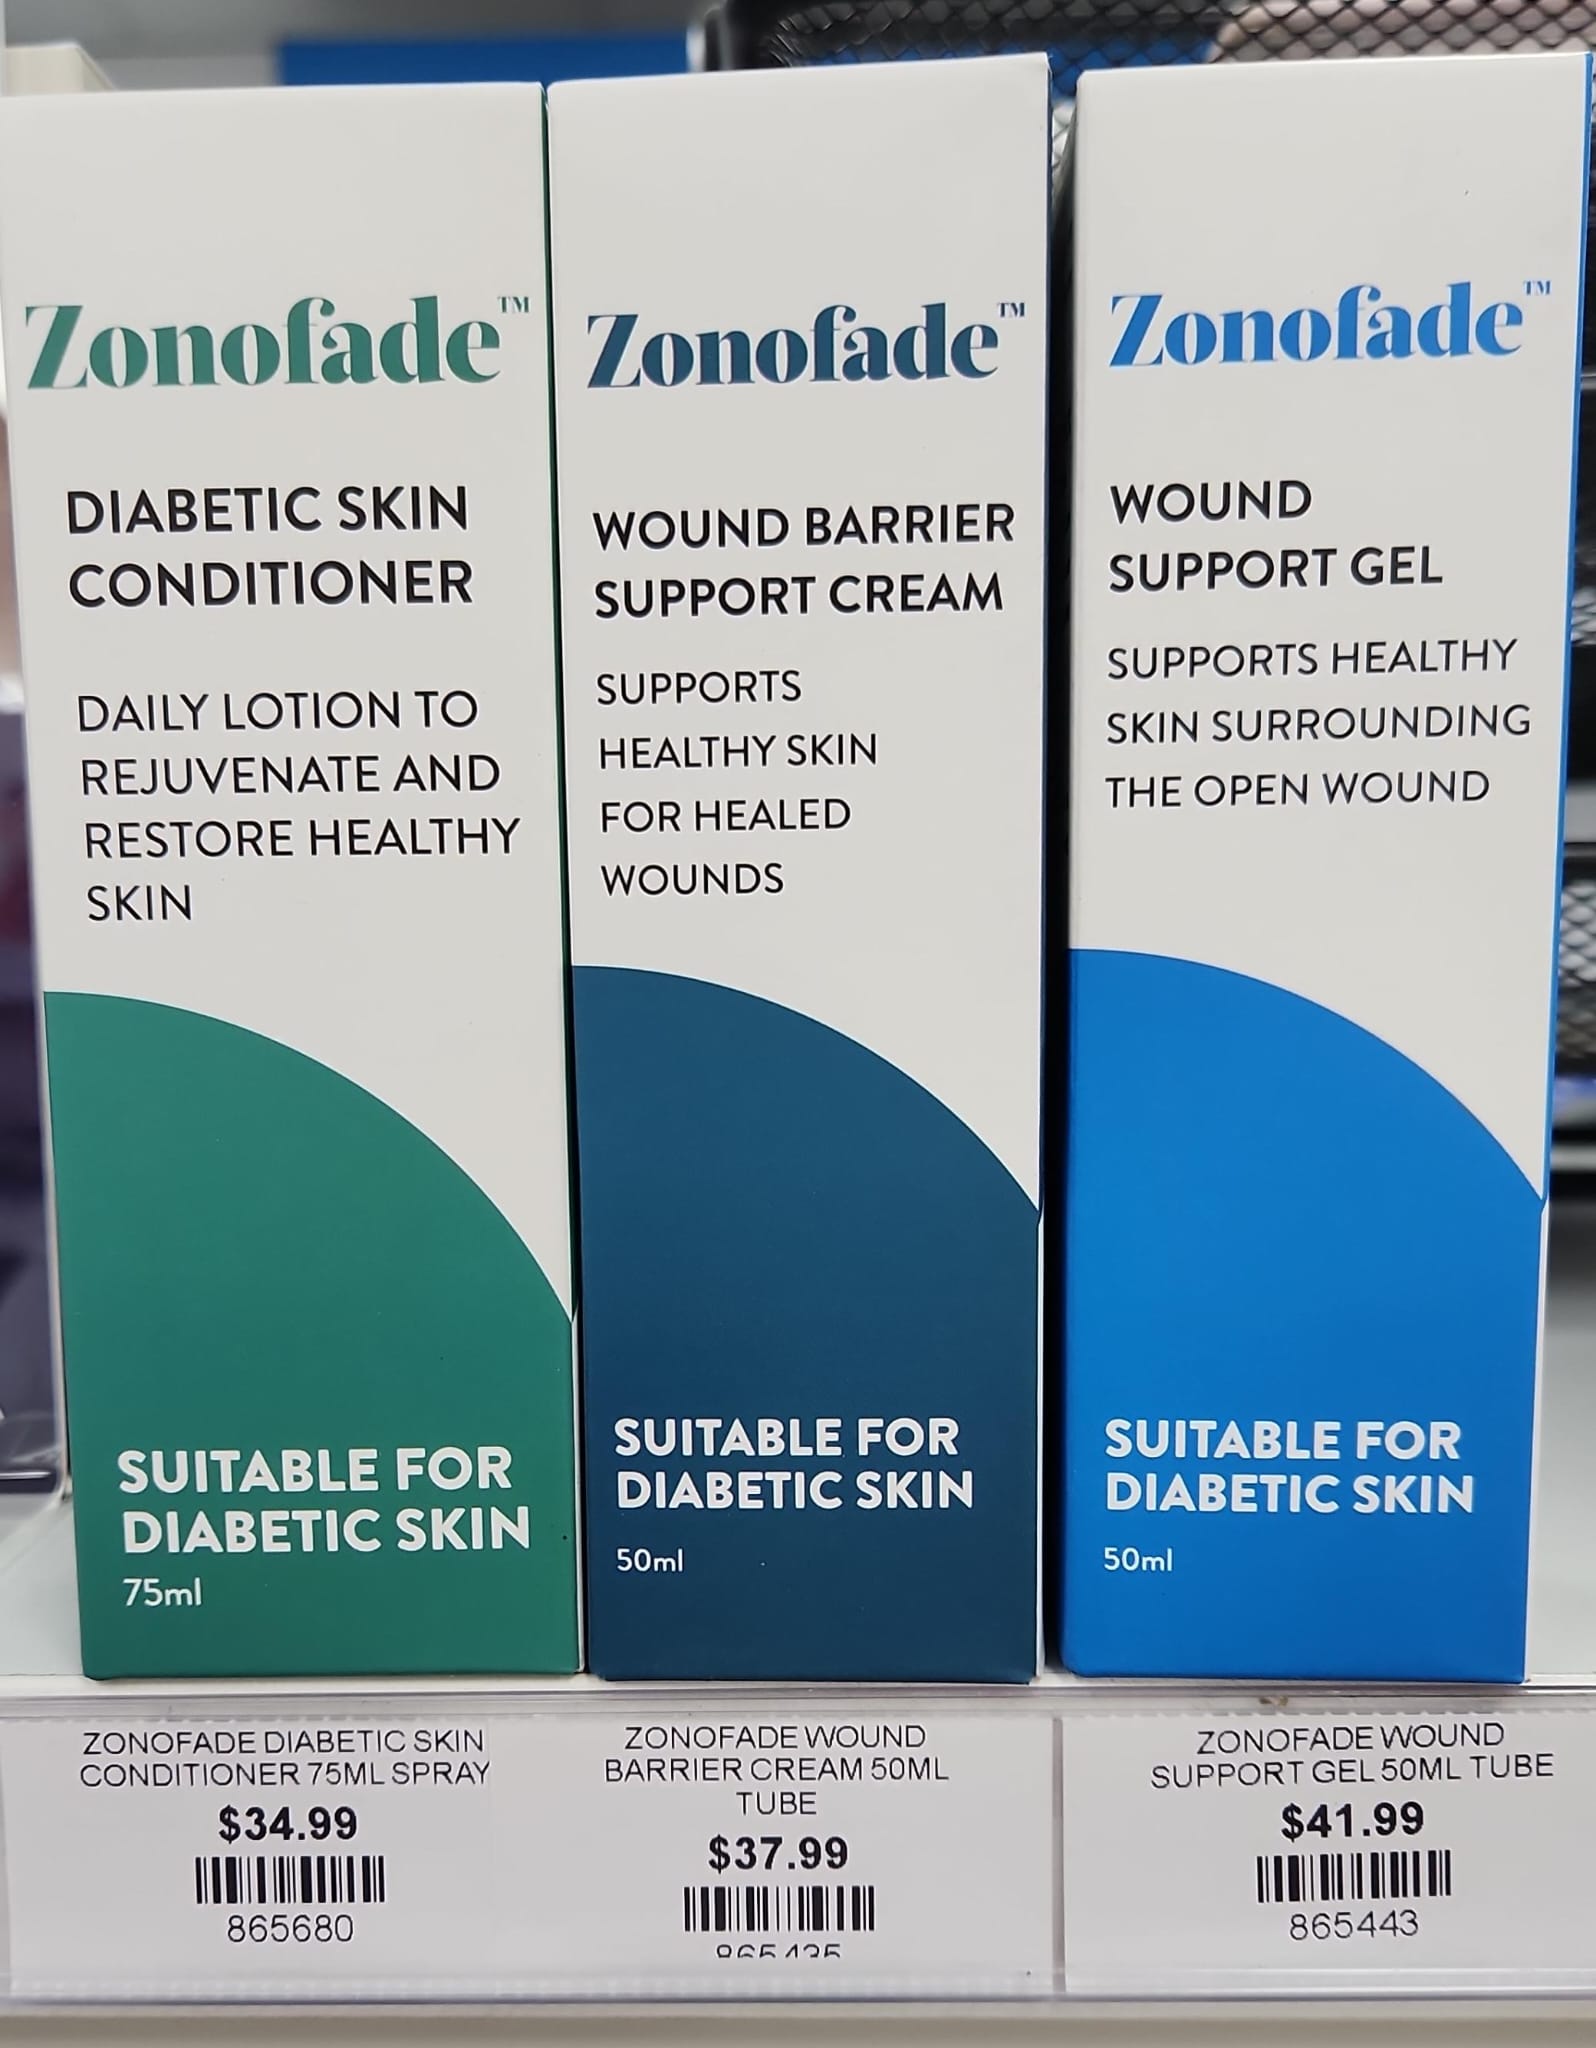 Zonofade™
DIABETIC SKIN
CONDITIONER
DAILY LOTION TO
REJUVENATE AND
RESTORE HEALTHY
SKIN
SUITABLE FOR
DIABETIC SKIN
75ml
Zonofade™
WOUND BARRIER
SUPPORT CREAM
SUPPORTS
HEALTHY SKIN
FOR HEALED
WOUNDS
SUITABLE FOR
DIABETIC SKIN
50ml
Zonofade™
WOUND
SUPPORT GEL
SUPPORTS HEALTHY
SKIN SURROUNDING
THE OPEN WOUND
SUITABLE FOR
DIABETIC SKIN
50ml
ZONOFADE DIABETIC SKIN
CONDITIONER 75ML SPRAY
$34.99
865680
ZONOFADE WOUND
BARRIER CREAM 50ML
TUBE
$37.99
ZONOFADE WOUND
SUPPORT GEL 50ML TUBE
$41.99
865443